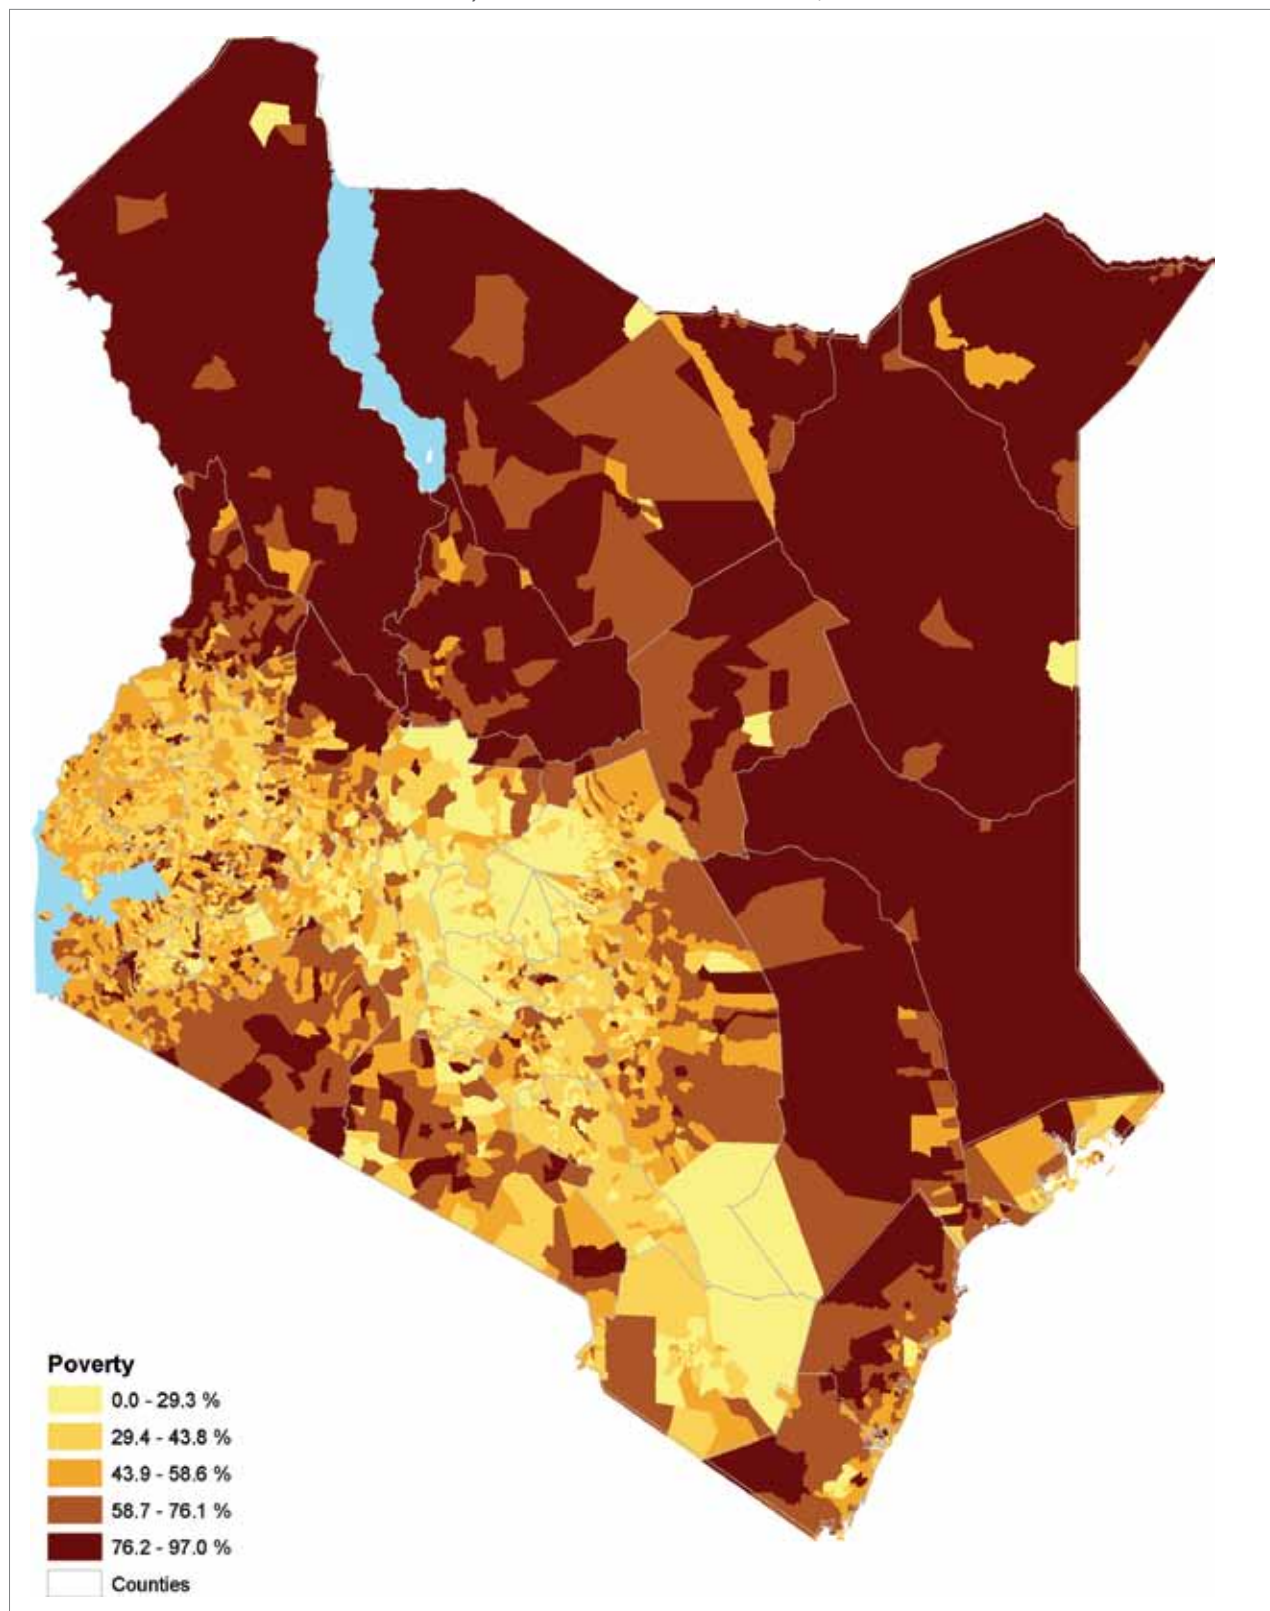 Poverty
0.0 - 29.3 %
29.4 - 43.8 %
43.9 - 58.6 %
58.7 - 76.1 %
76.2 - 97.0 %
Counties